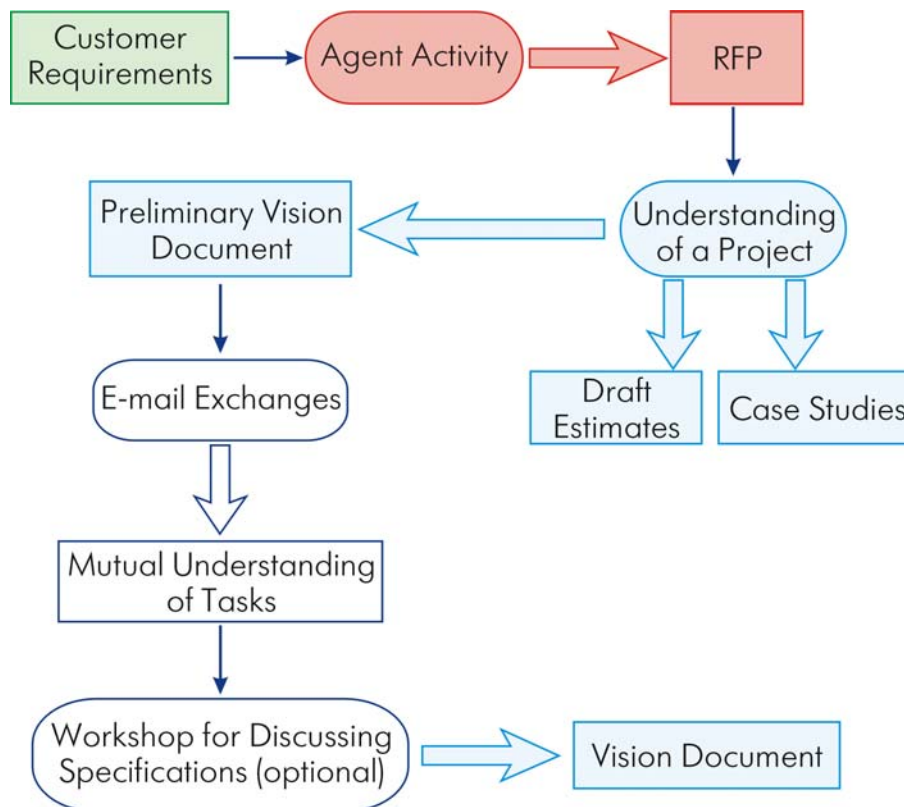 Customer
Requirements
Agent Activity
RFP
Preliminary Vision
Document
Understanding
of a Project
E-mail Exchanges
Draft
Estimates
Case Studies
Mutual Understanding
of Tasks
Workshop for Discussing
Specifications (optional)
Vision Document